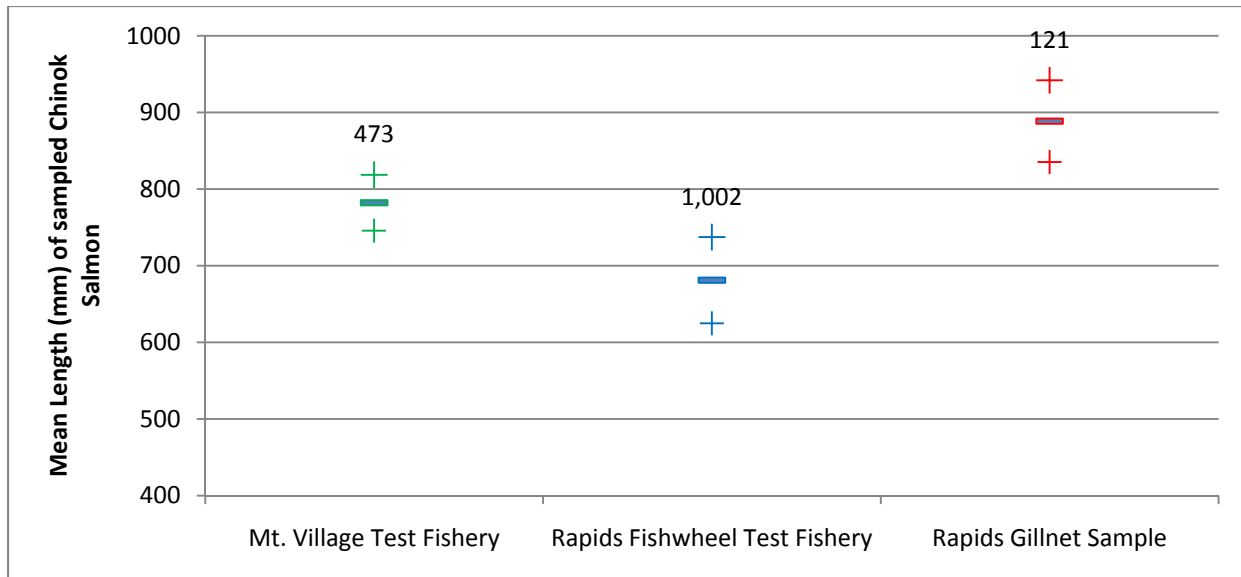 Mean Length (mm) of sampled Chinok
Salmon
1000
900
800
700
600
500
400
473
1,002
121
Mt. Village Test Fishery
Rapids Fishwheel Test Fishery
Rapids Gillnet Sample